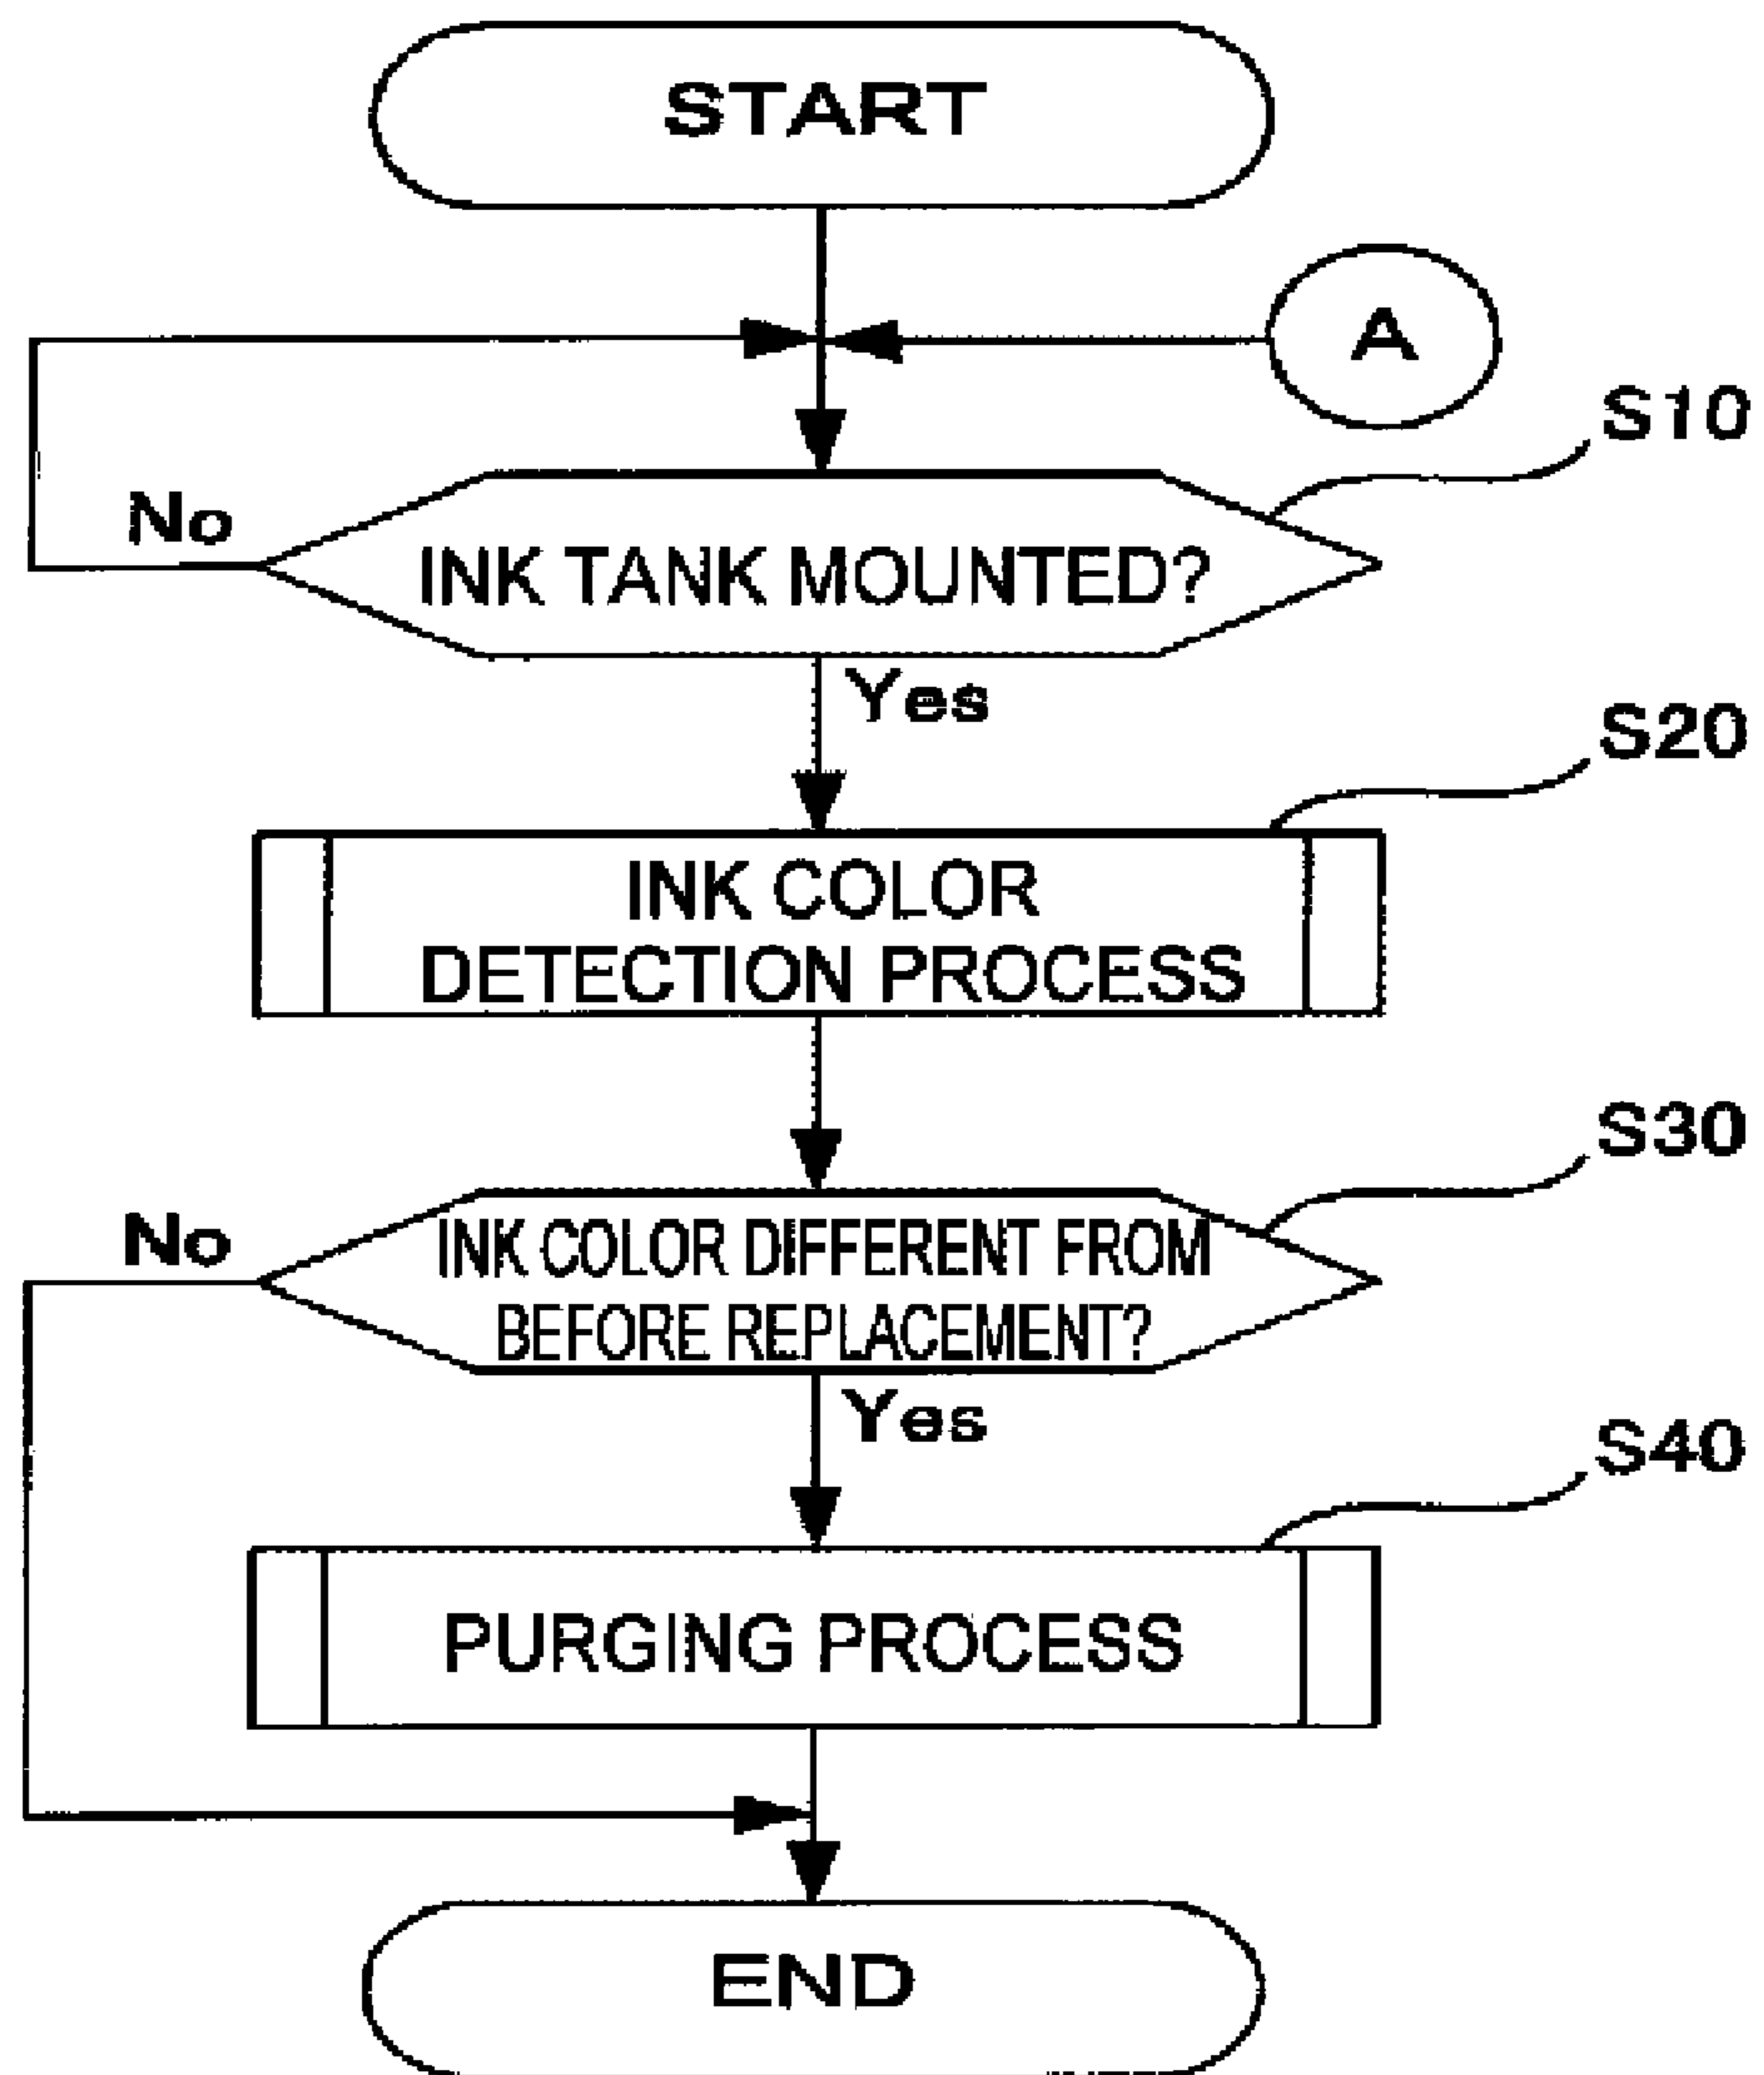 START
A
S10
No
INK TANK MOUNTED?
Yes
S20
INK COLOR
DETECTION PROCESS
S30
No
INK COLOR DIFFERENT FROM
BEFORE REPLACEMENT?
Yes
S40
PURGING PROCESS
END